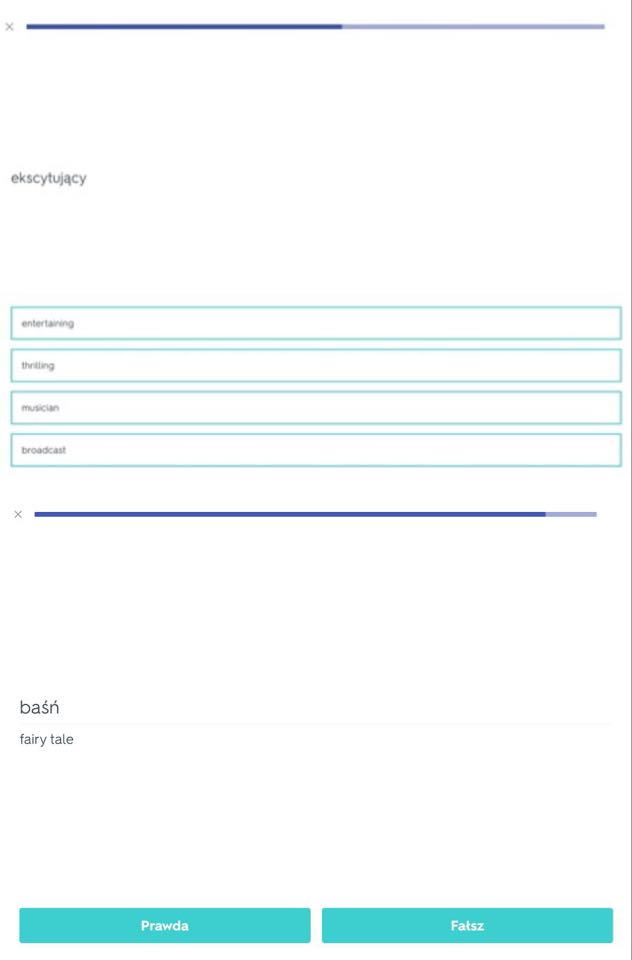 ekscytujący
entertaining
thrilling
musician
broadcast
baśń
fairy tale
Prawda
Fałsz